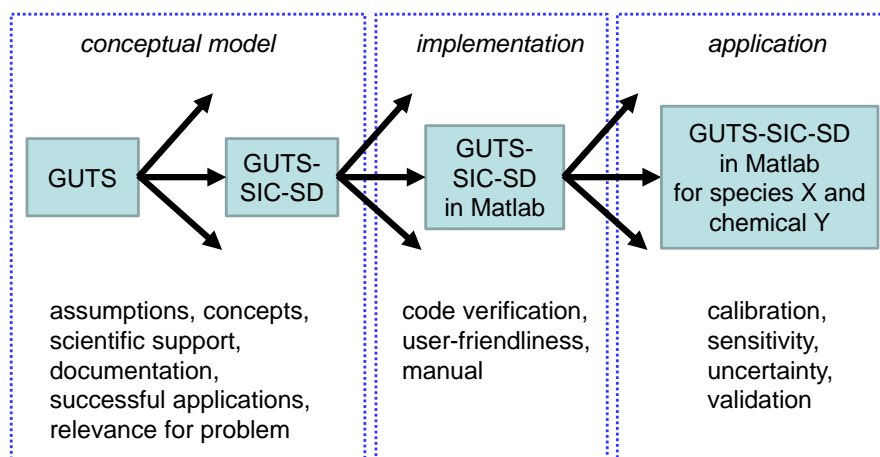 conceptual model
implementation
application
GUTS
GUTS-
SIC-SD
GUTS-
SIC-SD
in Matlab
GUTS-SIC-SD
in Matlab
for species X and
chemical Y
assumptions, concepts,
scientific support,
documentation,
successful applications,
relevance for problem
code verification,
user-friendliness,
manual
calibration,
sensitivity,
uncertainty,
validation